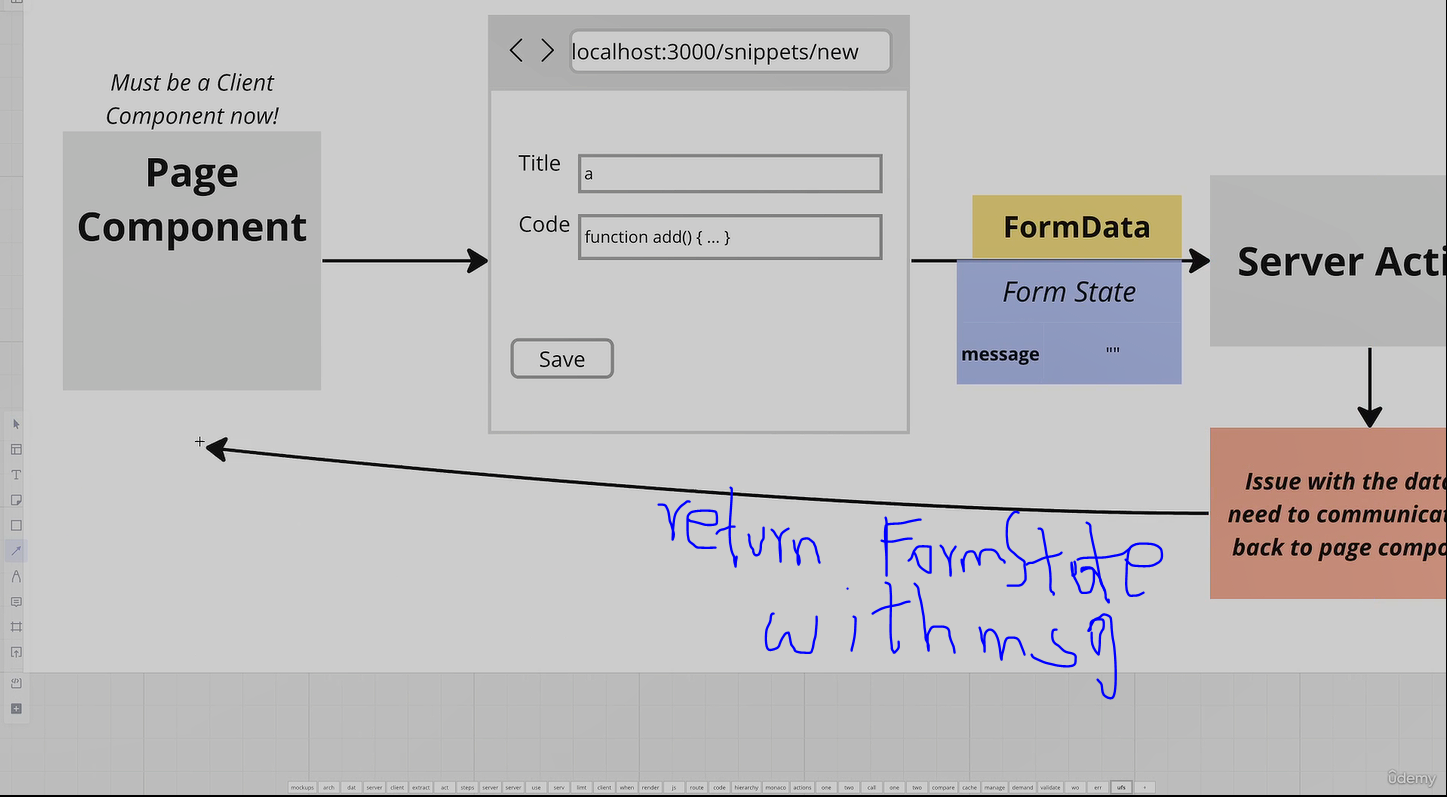 localhost:3000/snippets/new
Must be a Client
Component now!
Page
Component
Title
a
Code
function add() { ... }
Save
FormData
Form State
message
""
Server Acti
Issue with the data
need to communicat
back to page compo
return FormState
with msg
mockups arch dat server client extract act steps server server use serv limt client when render js route code hierarchy monaco actions one two call one two compare cache manage demand validate wo err ufs +
ûdemy